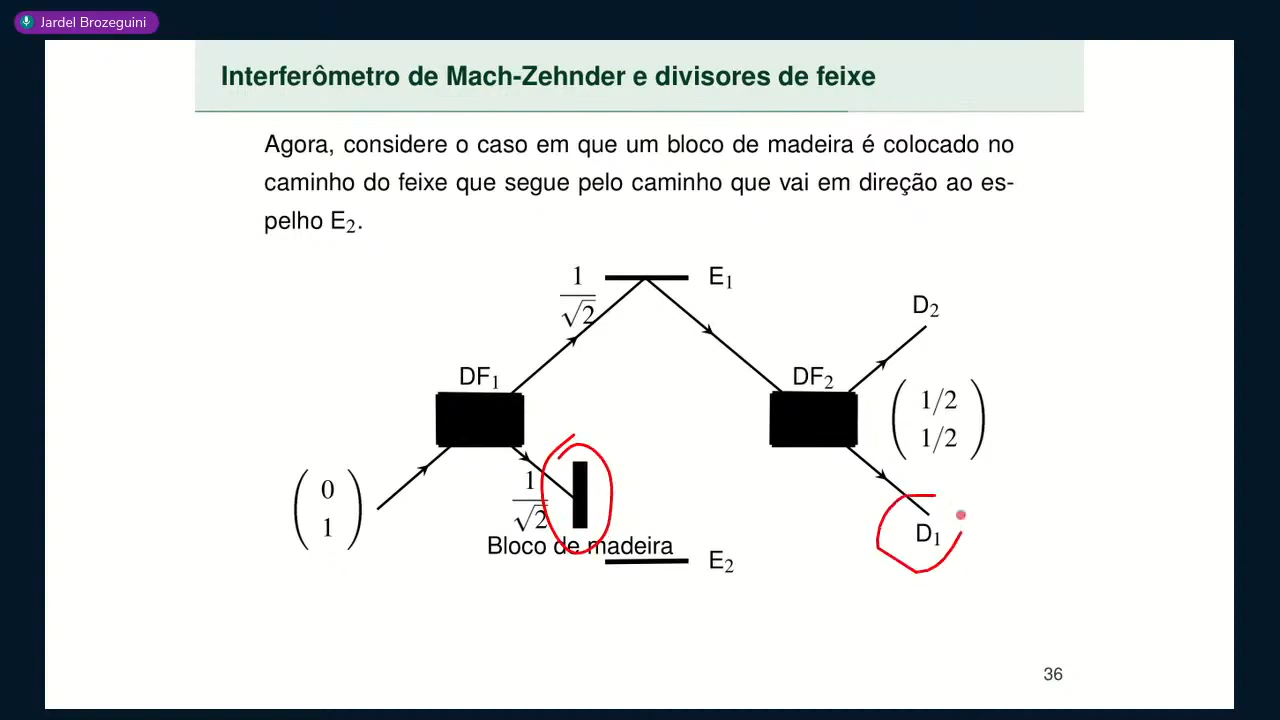 Jardel Brozeguini
Interferômetro de Mach-Zehnder e divisores de feixe
Agora, considere o caso em que um bloco de madeira é colocado no
caminho do feixe que segue pelo caminho que vai em direção ao es-
pelho E₂.
1/√2
E₁
D₂
DF₁
DF₂
1/2
1/2
0
1
1/√2
D₁
Bloco de madeira
E₂
36